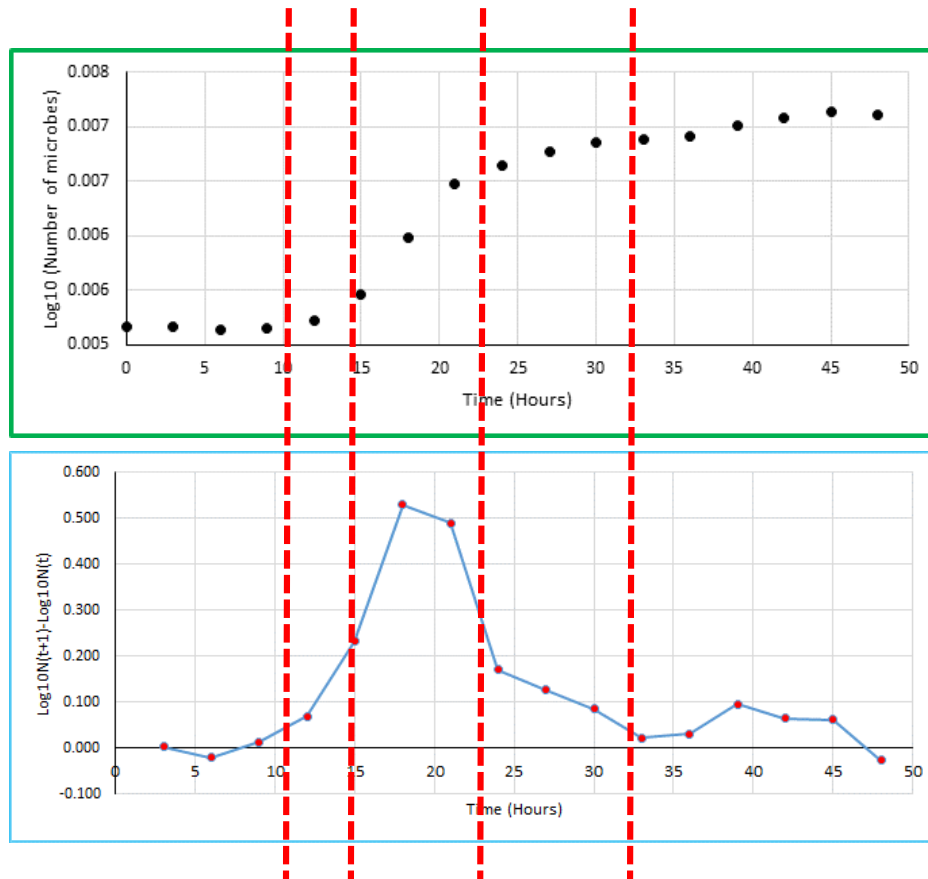 0.008
0.007
0.007
0.006
0.006
0.005
Log10 (Number of microbes)
0 5 10 15 20 25 30 35 40 45 50
Time (Hours)
0.600
0.500
0.400
0.300
0.200
0.100
0.000
-0.100
Log10N(t+1)-Log10N(t)
0 5 10 15 20 25 30 35 40 45 50
Time (Hours)